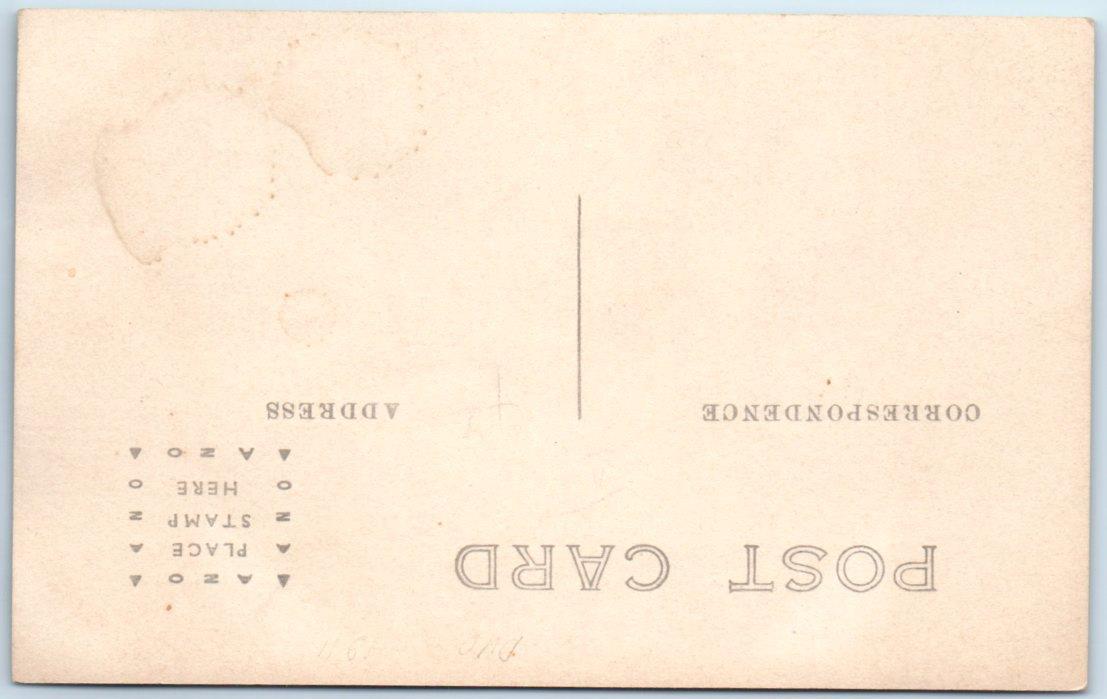 POST CARD
AZO
A PLACE A
Z STAMP Z
O HERE O
AZO
CORRESPONDENCE
ADDRESS